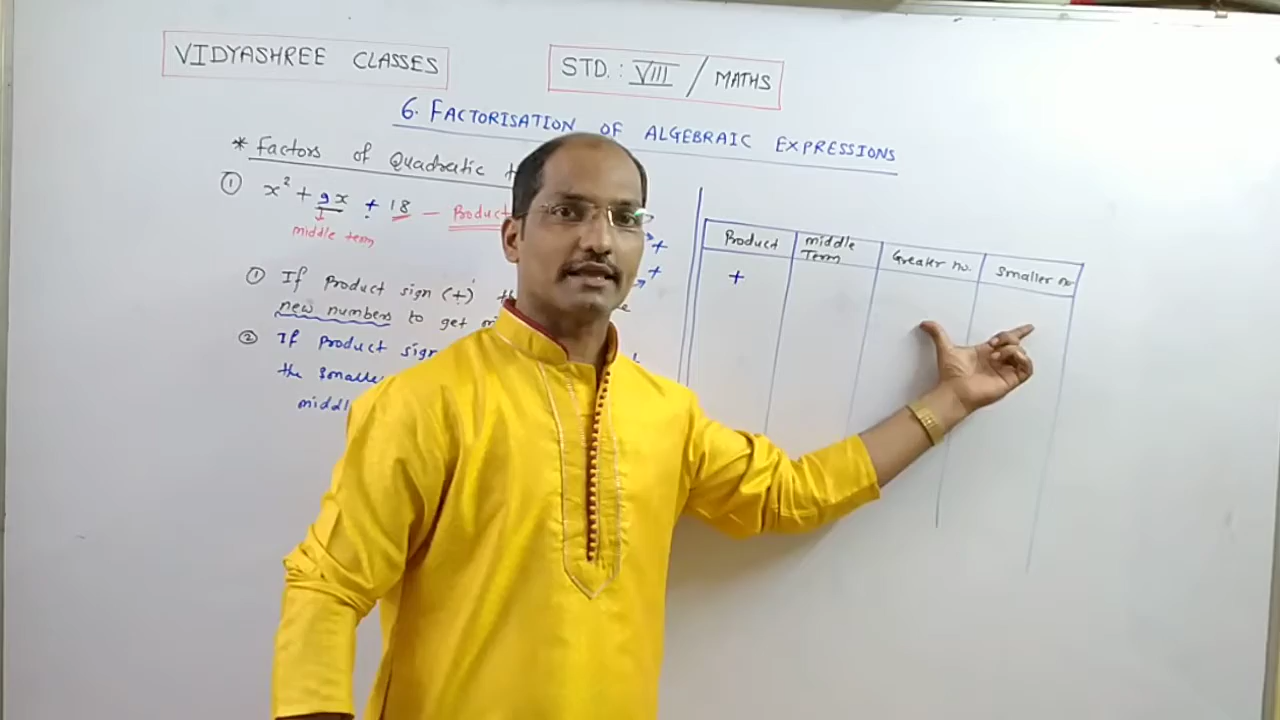 VIDYASHREE CLASSES
STD. : VIII / MATHS
6. FACTORISATION OF ALGEBRAIC EXPRESSIONS
* Factors of Quadratic
① x² + 9x + 18 — Product
middle term
+
+
① If Product sign (+)
new numbers to get
② If Product sign
the smaller
middl
Product | middle Term | Greater no. | Smaller no
+